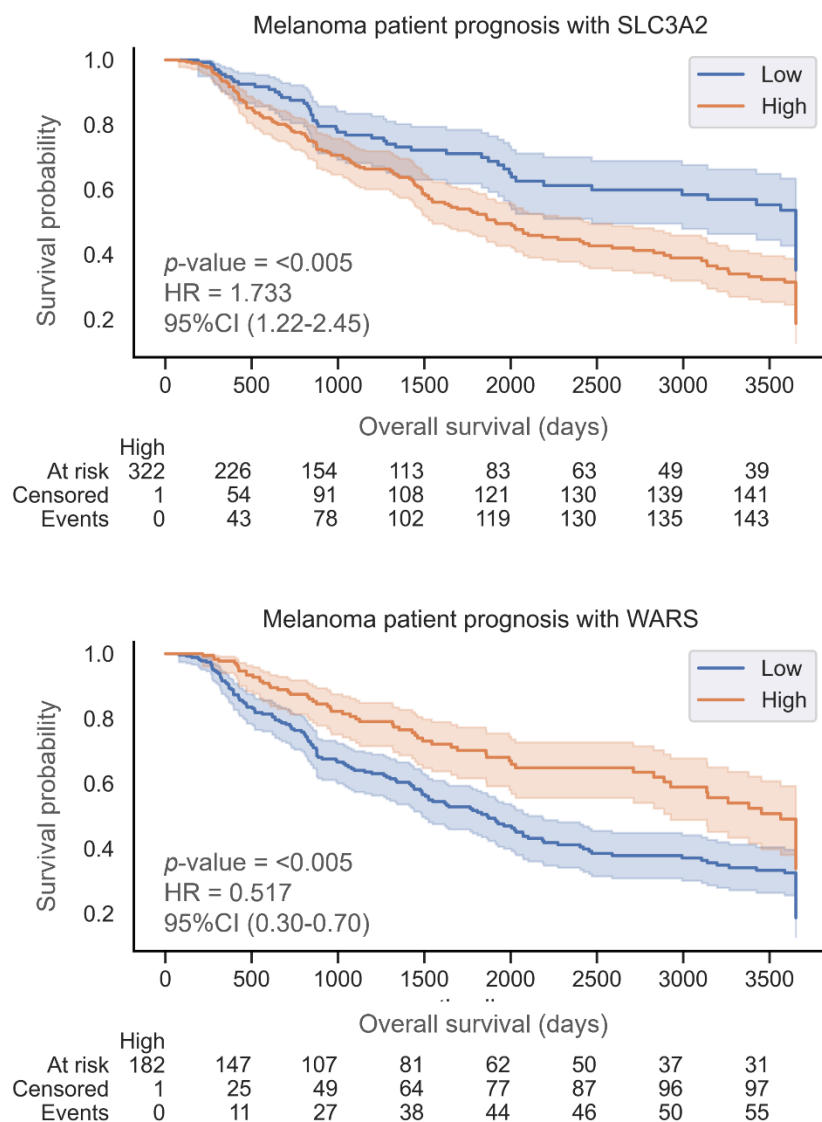 Melanoma patient prognosis with SLC3A2
1.0
0.8
0.6
0.4
0.2
Survival probability
Low
High
p-value = <0.005
HR = 1.733
95%CI (1.22-2.45)
0 500 1000 1500 2000 2500 3000 3500
Overall survival (days)
High
At risk 322 226 154 113 83 63 49 39
Censored 1 54 91 108 121 130 139 141
Events 0 43 78 102 119 130 135 143
Melanoma patient prognosis with WARS
1.0
0.8
0.6
0.4
0.2
Survival probability
Low
High
p-value = <0.005
HR = 0.517
95%CI (0.30-0.70)
0 500 1000 1500 2000 2500 3000 3500
Overall survival (days)
High
At risk 182 147 107 81 62 50 37 31
Censored 1 25 49 64 77 87 96 97
Events 0 11 27 38 44 46 50 55